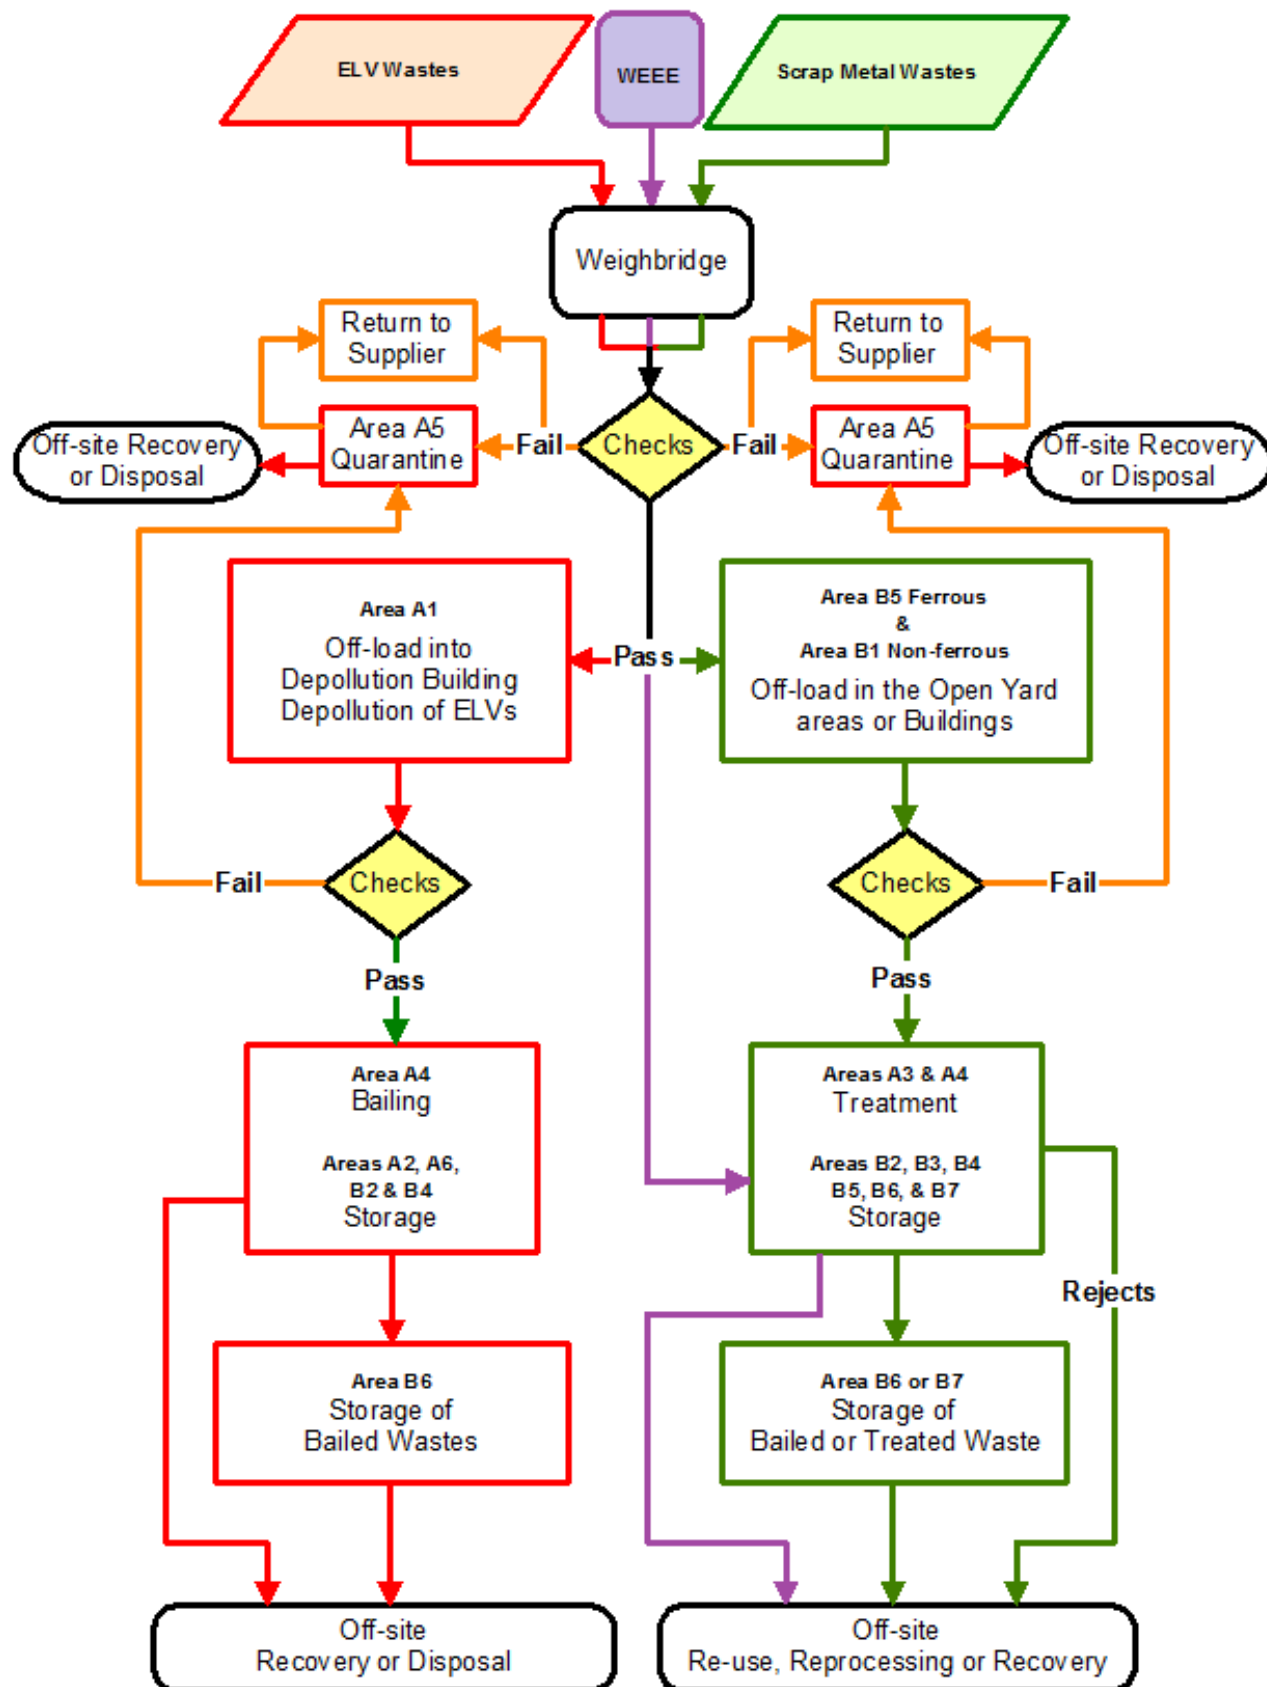 ELV Wastes
WEEE
Scrap Metal Wastes
Weighbridge
Return to
Supplier
Return to
Supplier
Off-site Recovery
or Disposal
Area A5
Quarantine
Fail
Checks
Fail
Area A5
Quarantine
Off-site Recovery
or Disposal
Area A1
Off-load into
Depollution Building
Depollution of ELVs
Pass
Area B5 Ferrous
&
Area B1 Non-ferrous
Off-load in the Open Yard
areas or Buildings
Fail
Checks
Checks
Fail
Pass
Pass
Area A4
Bailing
Areas A2, A6,
B2 & B4
Storage
Areas A3 & A4
Treatment
Areas B2, B3, B4
B5, B6, & B7
Storage
Rejects
Area B6
Storage of
Bailed Wastes
Area B6 or B7
Storage of
Bailed or Treated Waste
Off-site
Recovery or Disposal
Off-site
Re-use, Reprocessing or Recovery